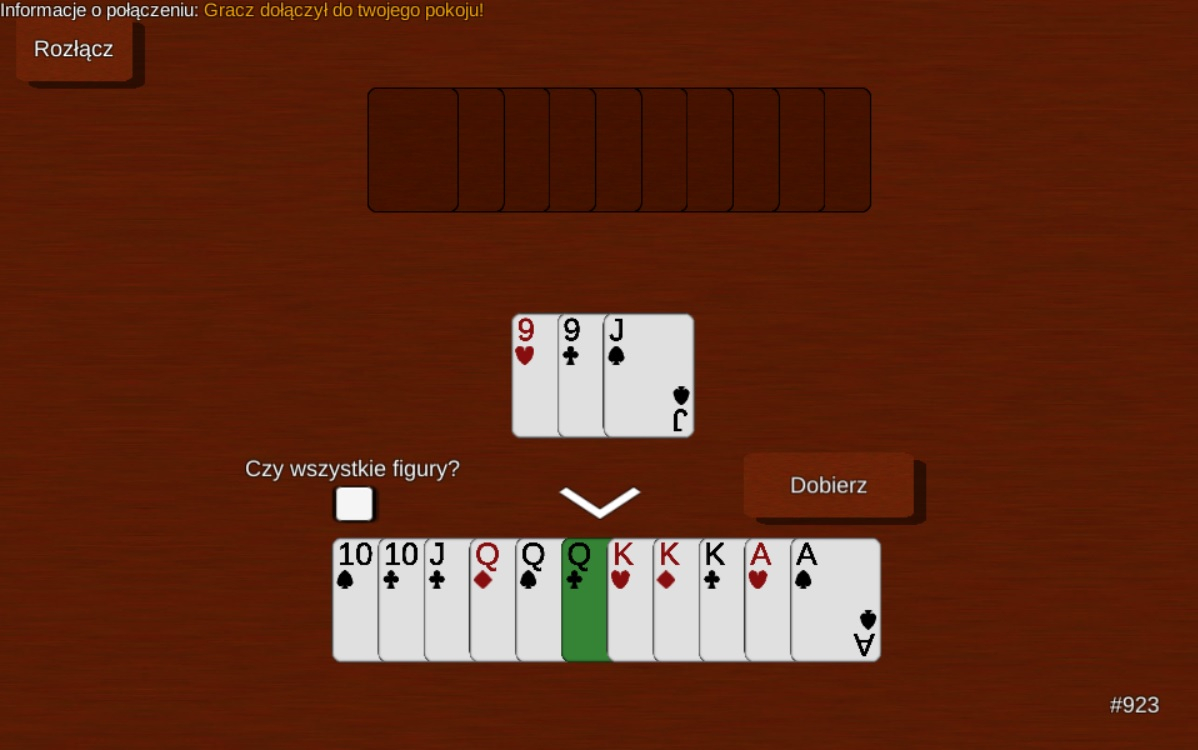 Informacje o połączeniu: Gracz dołączył do twojego pokoju!
Rozłącz
9 9 J
J
Czy wszystkie figury?
Dobierz
10 10 J Q Q Q K K K A A
A
#923